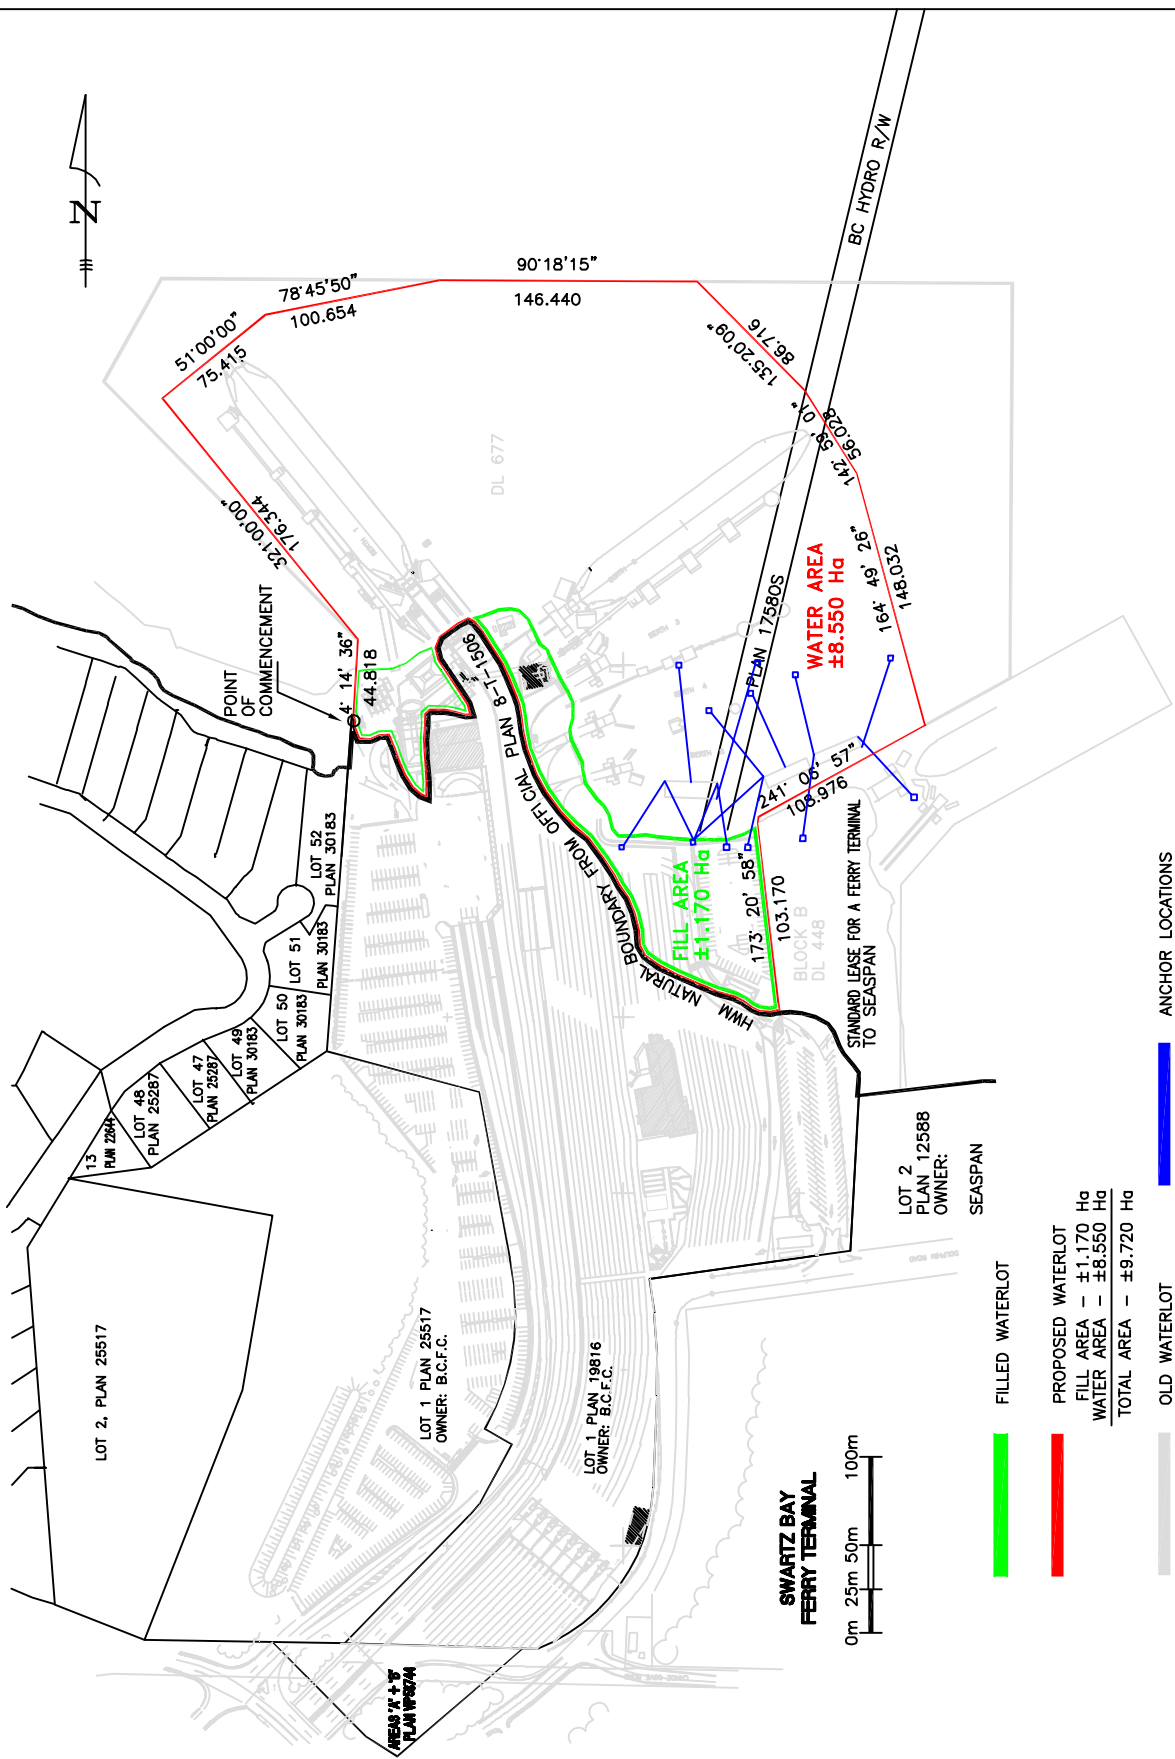 N
90°18'15"
146.440
78°45'50"
100.654
51°00'00"
75.415
321°00'00"
176.344
4° 14' 36"
44.818
POINT
OF
COMMENCEMENT
135°20'09"
86.716
142° 59' 01"
56.028
164° 49' 26"
148.032
241° 06' 57"
108.976
173° 20' 58"
103.170
BC HYDRO R/W
DL 677
PLAN 1758OS
WATER AREA
±8.550 Ha
FILL AREA
±1.170 Ha
HWM NATURAL BOUNDARY FROM OFFICIAL PLAN 8-T-1506
BLOCK B
DL 448
STANDARD LEASE FOR A FERRY TERMINAL
TO SEASPAN
LOT 52
PLAN 30183
LOT 51
PLAN 30183
LOT 50
PLAN 30183
LOT 49
PLAN 30183
LOT 47
PLAN 25287
LOT 48
PLAN 25287
13
PLAN 22644
LOT 2, PLAN 25517
LOT 1 PLAN 25517
OWNER: B.C.F.C.
LOT 1 PLAN 19816
OWNER: B.C.F.C.
LOT 2
PLAN 12588
OWNER:
SEASPAN
DOLPHIN ROAD
AREAS 'A' + 'B'
SWARTZ BAY
FERRY TERMINAL
0m 25m 50m 100m
FILLED WATERLOT
PROPOSED WATERLOT
FILL AREA - ±1.170 Ha
WATER AREA - ±8.550 Ha
TOTAL AREA - ±9.720 Ha
OLD WATERLOT
ANCHOR LOCATIONS